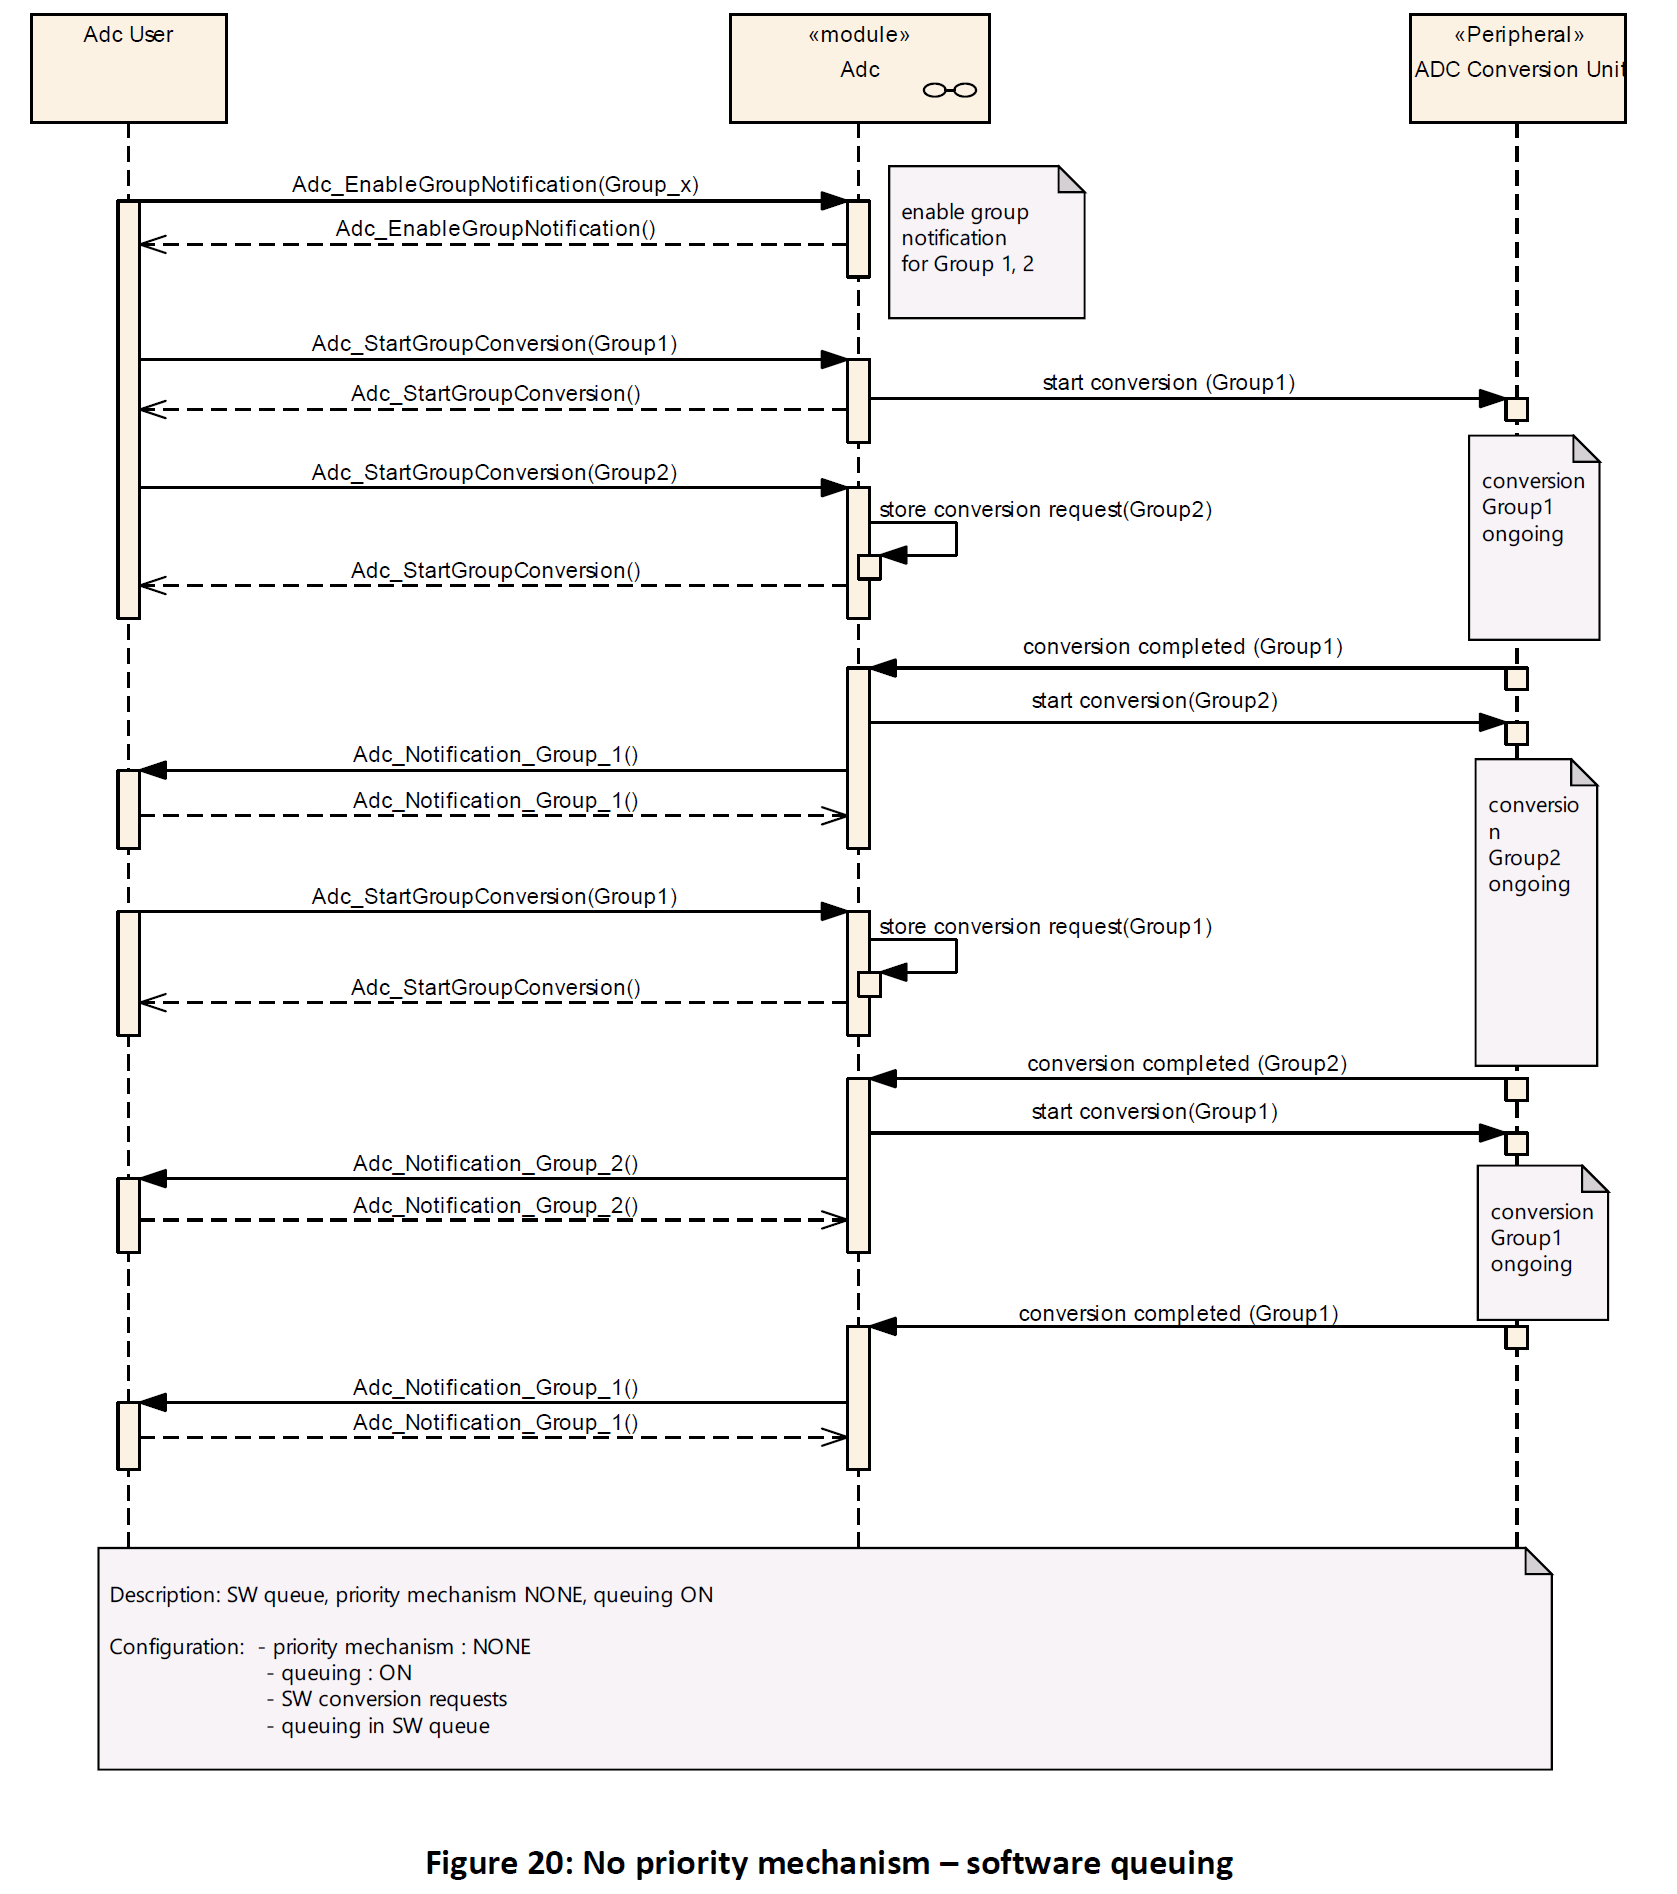 Adc User
«module»
Adc
«Peripheral»
ADC Conversion Unit
Adc_EnableGroupNotification(Group_x)
Adc_EnableGroupNotification()
enable group
notification
for Group 1, 2
Adc_StartGroupConversion(Group1)
start conversion (Group1)
Adc_StartGroupConversion()
Adc_StartGroupConversion(Group2)
store conversion request(Group2)
conversion
Group1
ongoing
Adc_StartGroupConversion()
conversion completed (Group1)
start conversion(Group2)
Adc_Notification_Group_1()
Adc_Notification_Group_1()
conversio
n
Group2
ongoing
Adc_StartGroupConversion(Group1)
store conversion request(Group1)
Adc_StartGroupConversion()
conversion completed (Group2)
start conversion(Group1)
Adc_Notification_Group_2()
Adc_Notification_Group_2()
conversion
Group1
ongoing
conversion completed (Group1)
Adc_Notification_Group_1()
Adc_Notification_Group_1()
Description: SW queue, priority mechanism NONE, queuing ON
Configuration: - priority mechanism : NONE
- queuing : ON
- SW conversion requests
- queuing in SW queue
Figure 20: No priority mechanism – software queuing